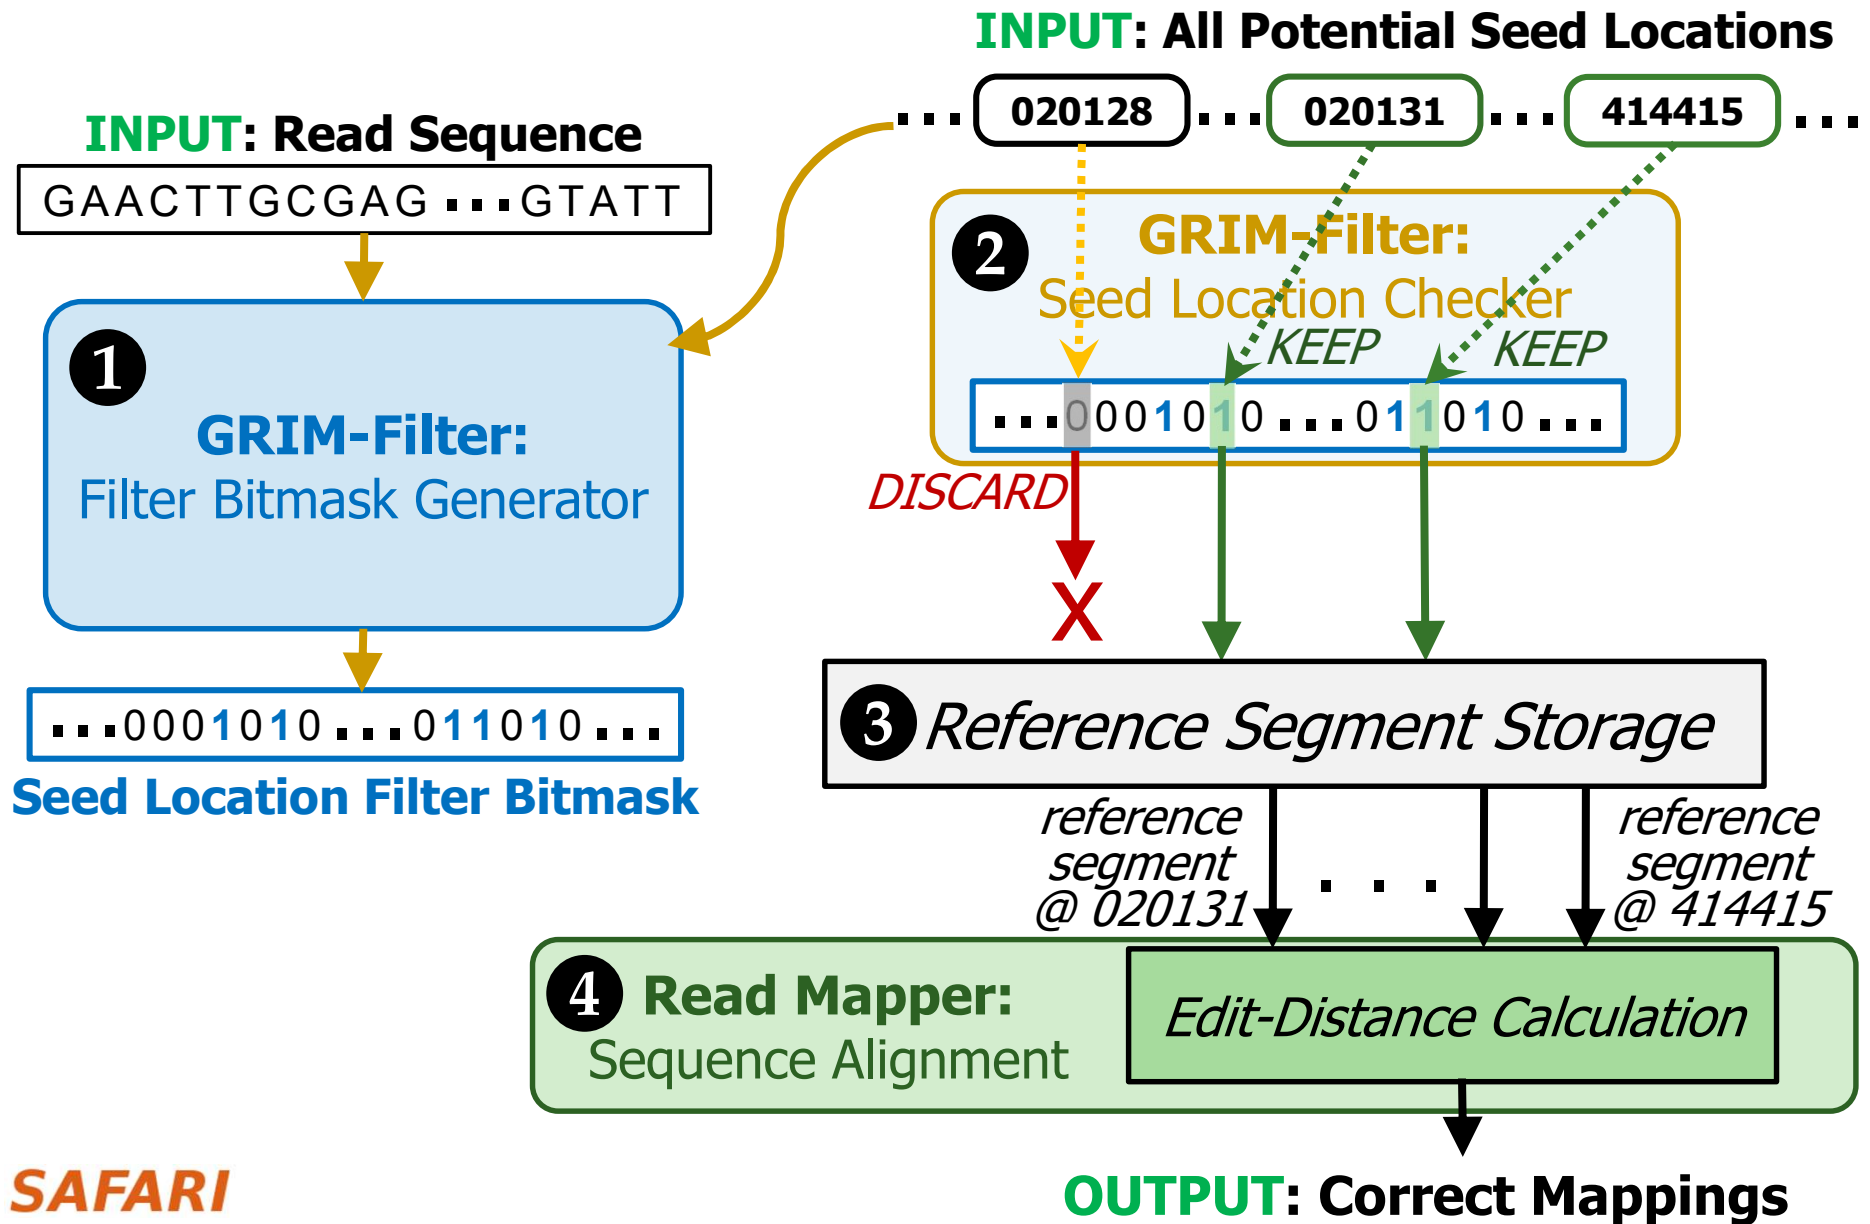 INPUT: All Potential Seed Locations
... 020128 ... 020131 ... 414415 ...
INPUT: Read Sequence
GAACTTGCGAG ... GTATT
1
GRIM-Filter:
Filter Bitmask Generator
...0001010 ... 011010 ...
Seed Location Filter Bitmask
2
GRIM-Filter:
Seed Location Checker
KEEP KEEP
...0001010 ... 011010 ...
DISCARD
X
3 Reference Segment Storage
reference
segment
@ 020131
. . .
reference
segment
@ 414415
4 Read Mapper:
Sequence Alignment
Edit-Distance Calculation
OUTPUT: Correct Mappings
SAFARI